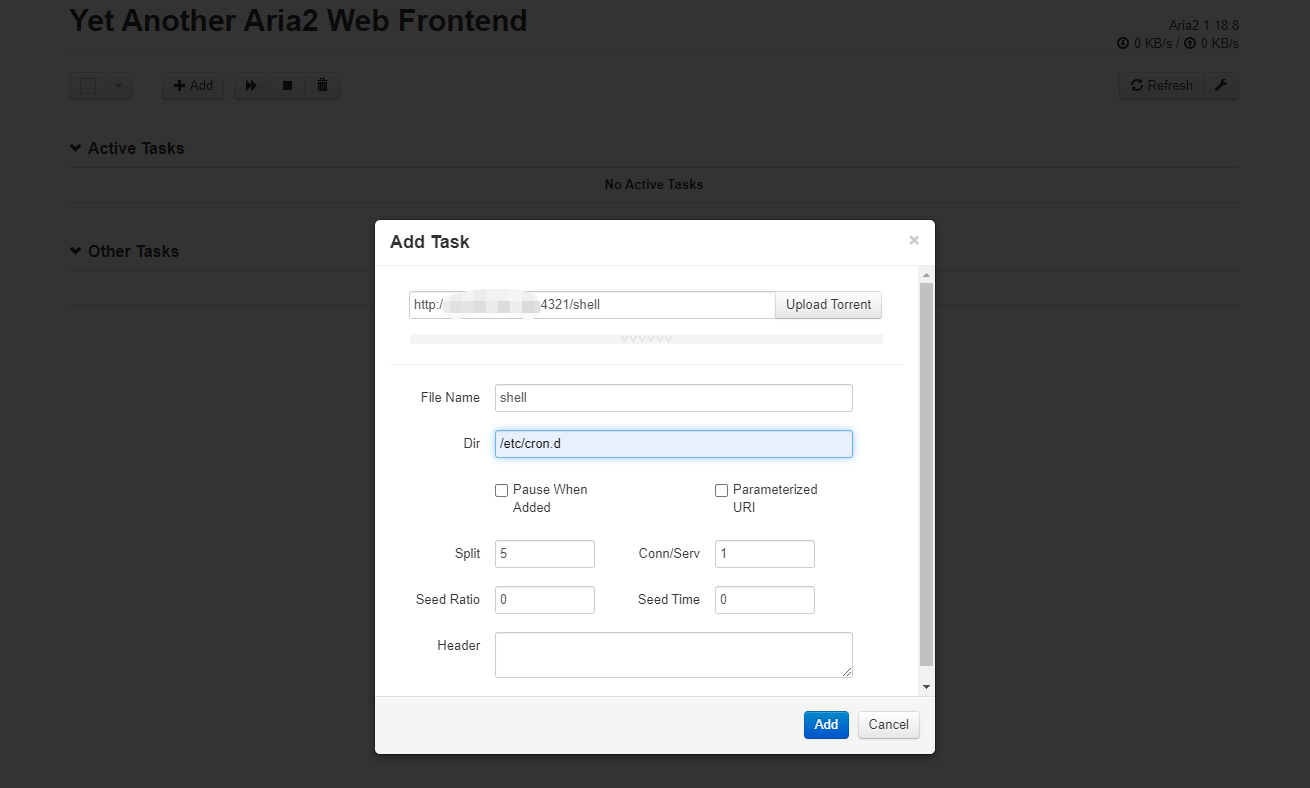 Yet Another Aria2 Web Frontend
Aria2 1.18.8
0 KB/s / 0 KB/s
Add
Refresh
Active Tasks
No Active Tasks
Other Tasks
Add Task
×
http:/ 4321/shell
Upload Torrent
vvvvvv
File Name
shell
Dir
/etc/cron.d
Pause When
Added
Parameterized
URI
Split
5
Conn/Serv
1
Seed Ratio
0
Seed Time
0
Header
Add
Cancel